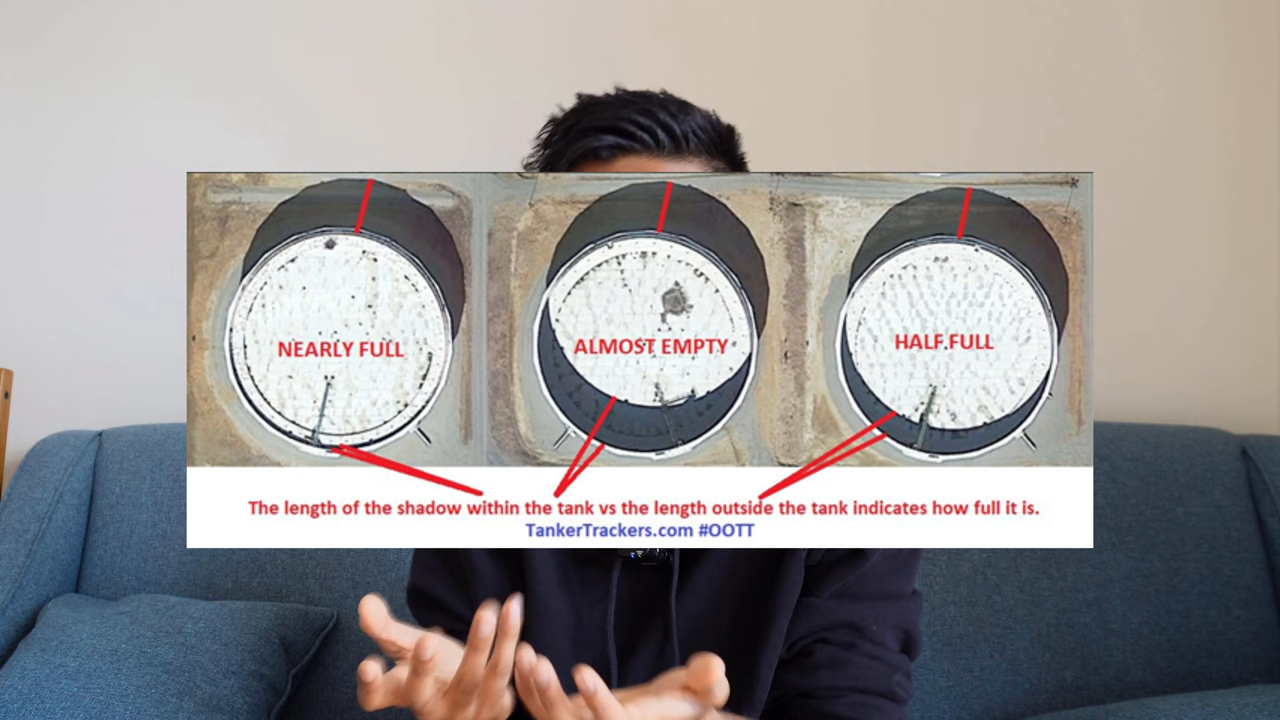 NEARLY FULL
ALMOST EMPTY
HALF FULL
The length of the shadow within the tank vs the length outside the tank indicates how full it is.
TankerTrackers.com #OOTT